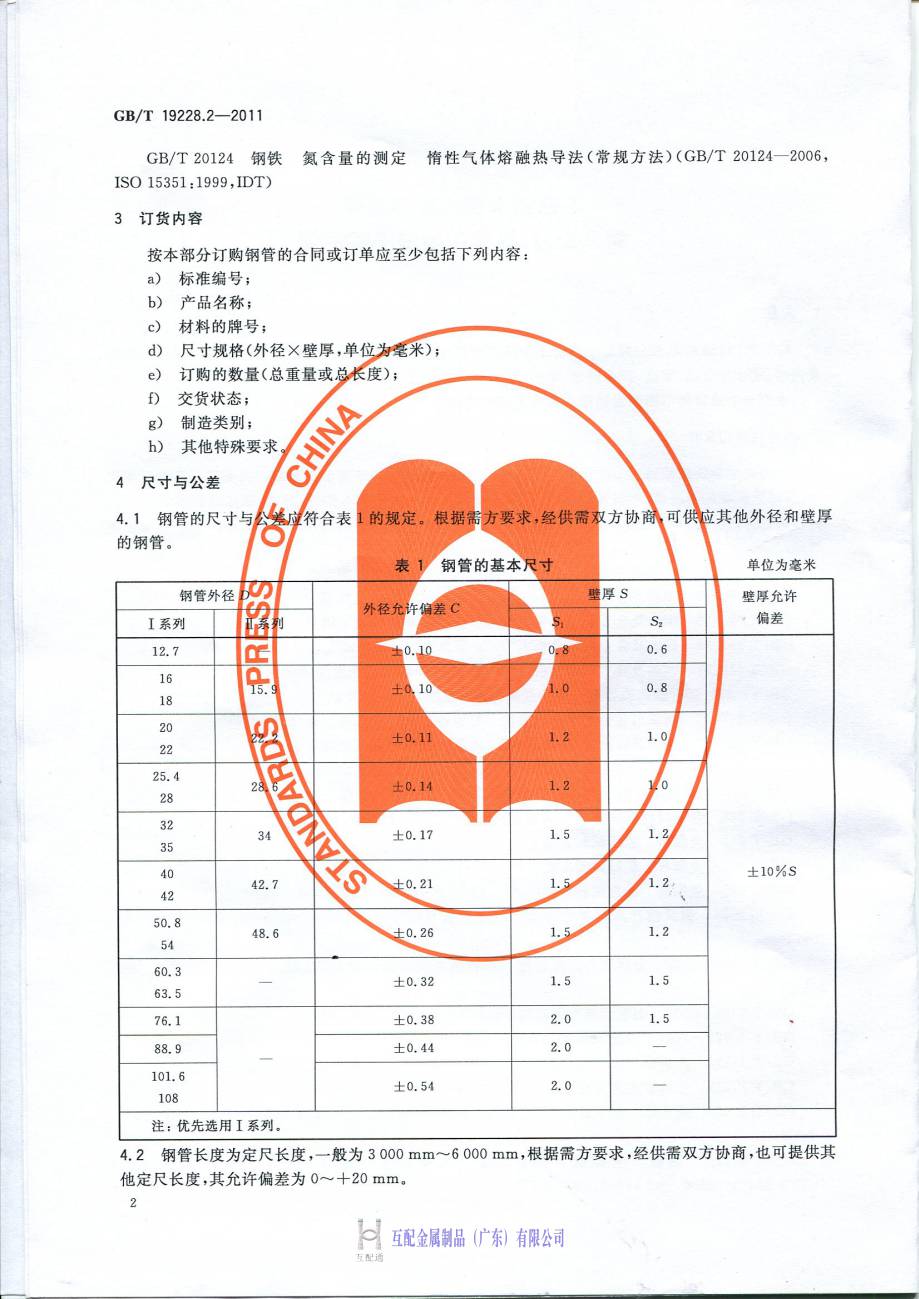 GB/T 19228.2—2011
GB/T 20124 钢铁 氮含量的测定 惰性气体熔融热导法(常规方法)(GB/T 20124—2006,
ISO 15351:1999,IDT)
3 订货内容
按本部分订购钢管的合同或订单应至少包括下列内容:
a) 标准编号;
b) 产品名称;
c) 材料的牌号;
d) 尺寸规格(外径×壁厚,单位为毫米);
e) 订购的数量(总重量或总长度);
f) 交货状态;
g) 制造类别;
h) 其他特殊要求。
4 尺寸与公差
4.1 钢管的尺寸与公差应符合表1的规定。根据需方要求,经供需双方协商,可供应其他外径和壁厚
的钢管。
表 1 钢管的基本尺寸 单位为毫米
钢管外径 D 外径允许偏差 C 壁厚 S 壁厚允许
偏差
Ⅰ系列 Ⅱ系列 S₁ S₂
12.7 — ±0.10 0.8 0.6
16
15.9 ±0.10 1.0 0.8
18
20
22.2 ±0.11 1.2 1.0
22
25.4
28.6 ±0.14 1.2 1.0
28
32
34 ±0.17 1.5 1.2
35
40
42.7 ±0.21 1.5 1.2
42
±10%S
50.8
48.6 ±0.26 1.5 1.2
54
60.3
— ±0.32 1.5 1.5
63.5
76.1 ±0.38 2.0 1.5
88.9 — ±0.44 2.0 —
101.6
±0.54 2.0 —
108
注:优先选用Ⅰ系列。
4.2 钢管长度为定尺长度,一般为 3 000 mm～6 000 mm,根据需方要求,经供需双方协商,也可提供其
他定尺长度,其允许偏差为 0～+20 mm。
2
STANDARDS PRESS OF CHINA
互配通
互配金属制品(广东)有限公司